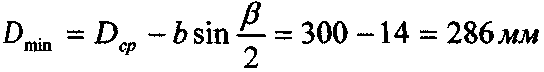 D_min = D_ср − b sin β/2 = 300 − 14 = 286 мм